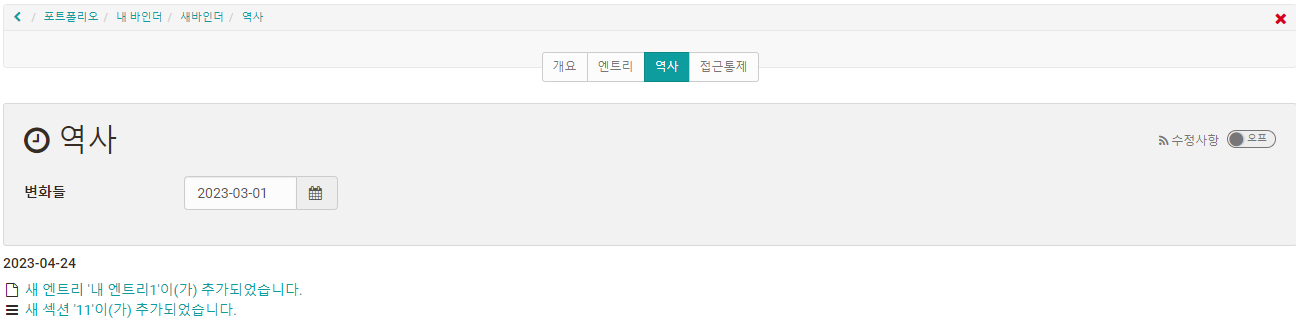 / 포트폴리오 / 내 바인더 / 새바인더 / 역사
개요 엔트리 역사 접근통제
역사
수정사항 오프
변화들 2023-03-01
2023-04-24
새 엔트리 '내 엔트리1'이(가) 추가되었습니다.
새 섹션 '11'이(가) 추가되었습니다.